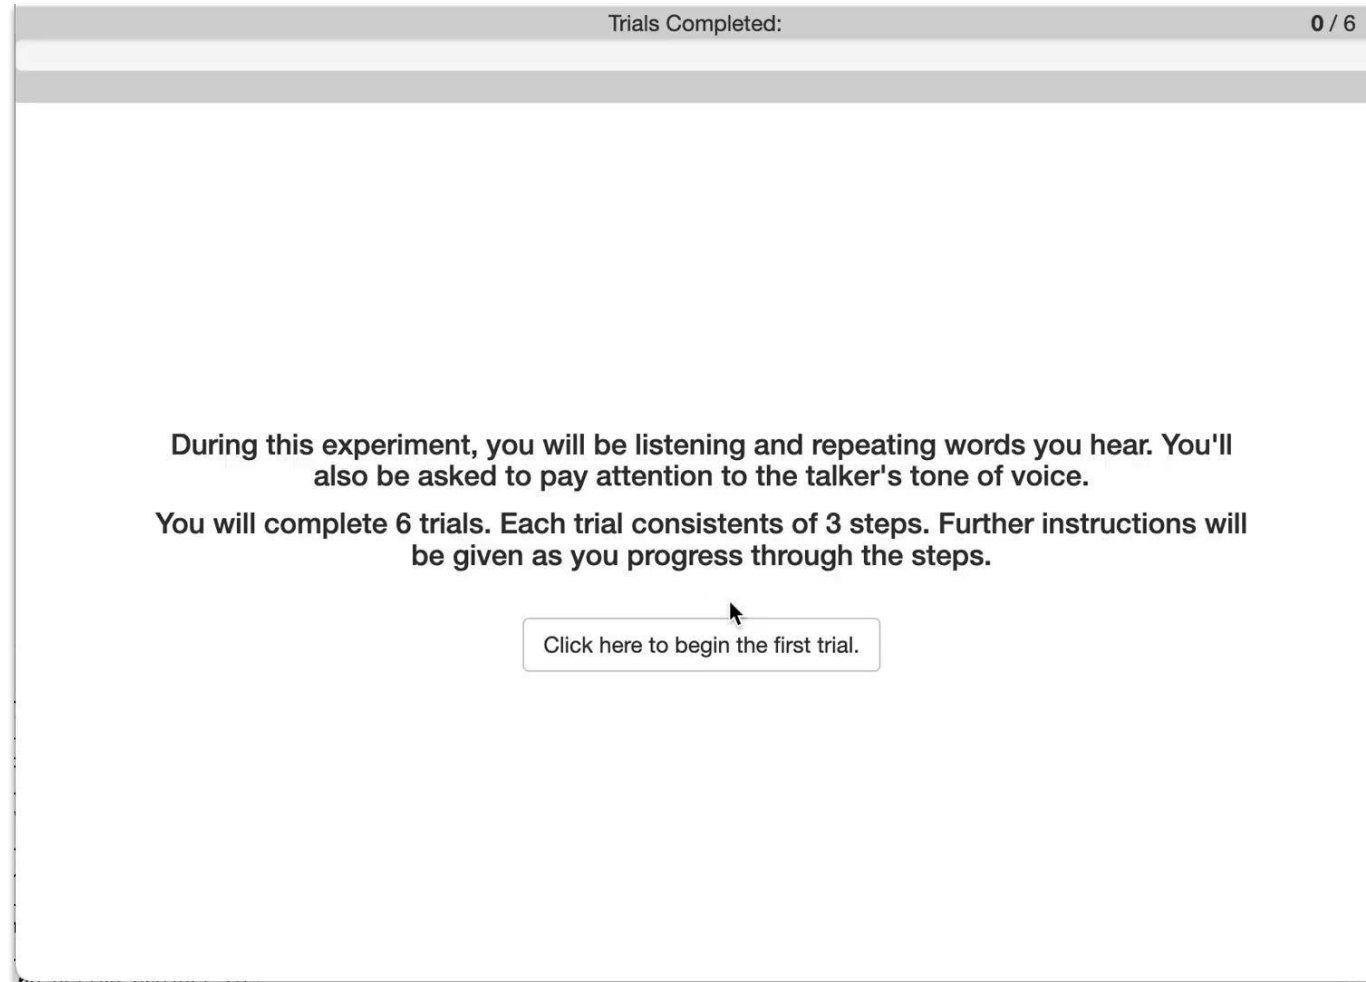 Trials Completed:
0 / 6
During this experiment, you will be listening and repeating words you hear. You'll
also be asked to pay attention to the talker's tone of voice.
You will complete 6 trials. Each trial consistents of 3 steps. Further instructions will
be given as you progress through the steps.
Click here to begin the first trial.